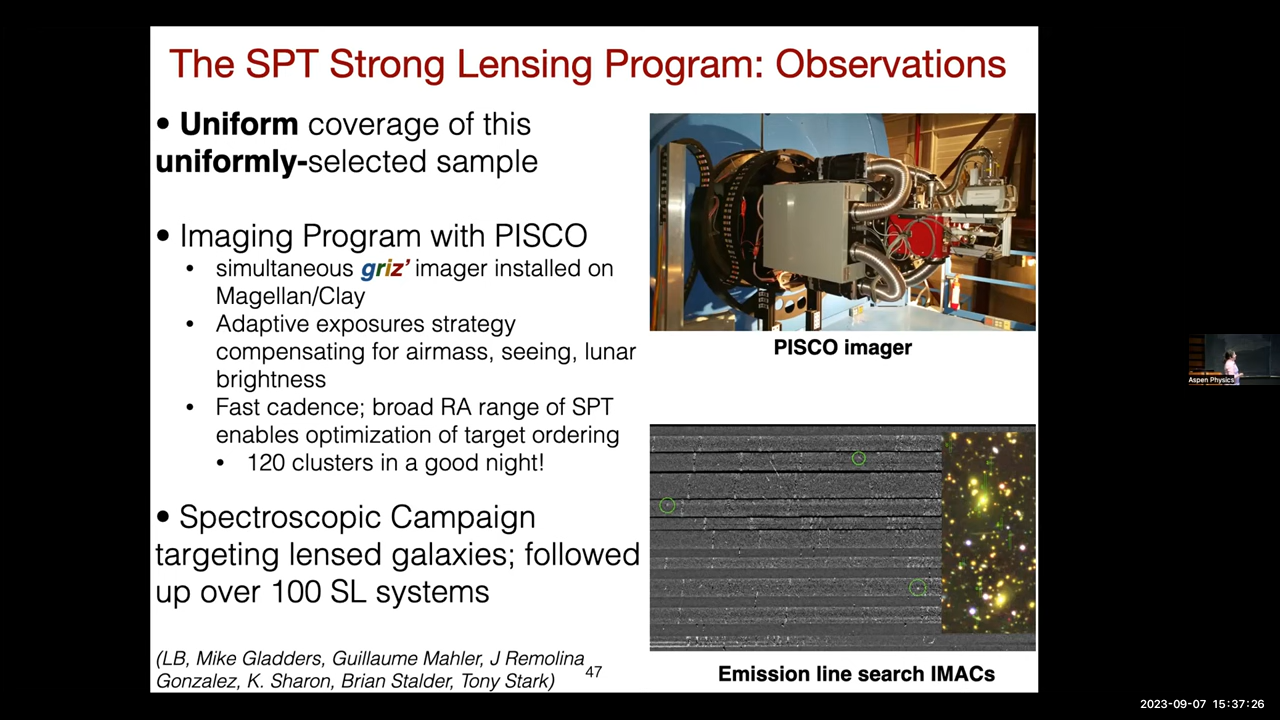 The SPT Strong Lensing Program: Observations
• Uniform coverage of this
uniformly-selected sample
• Imaging Program with PISCO
• simultaneous griz’ imager installed on
Magellan/Clay
• Adaptive exposures strategy
compensating for airmass, seeing, lunar
brightness
• Fast cadence; broad RA range of SPT
enables optimization of target ordering
• 120 clusters in a good night!
• Spectroscopic Campaign
targeting lensed galaxies; followed
up over 100 SL systems
(LB, Mike Gladders, Guillaume Mahler, J Remolina
Gonzalez, K. Sharon, Brian Stalder, Tony Stark)
47
PISCO imager
Emission line search IMACs
Aspen Physics
2023-09-07 15:37:26